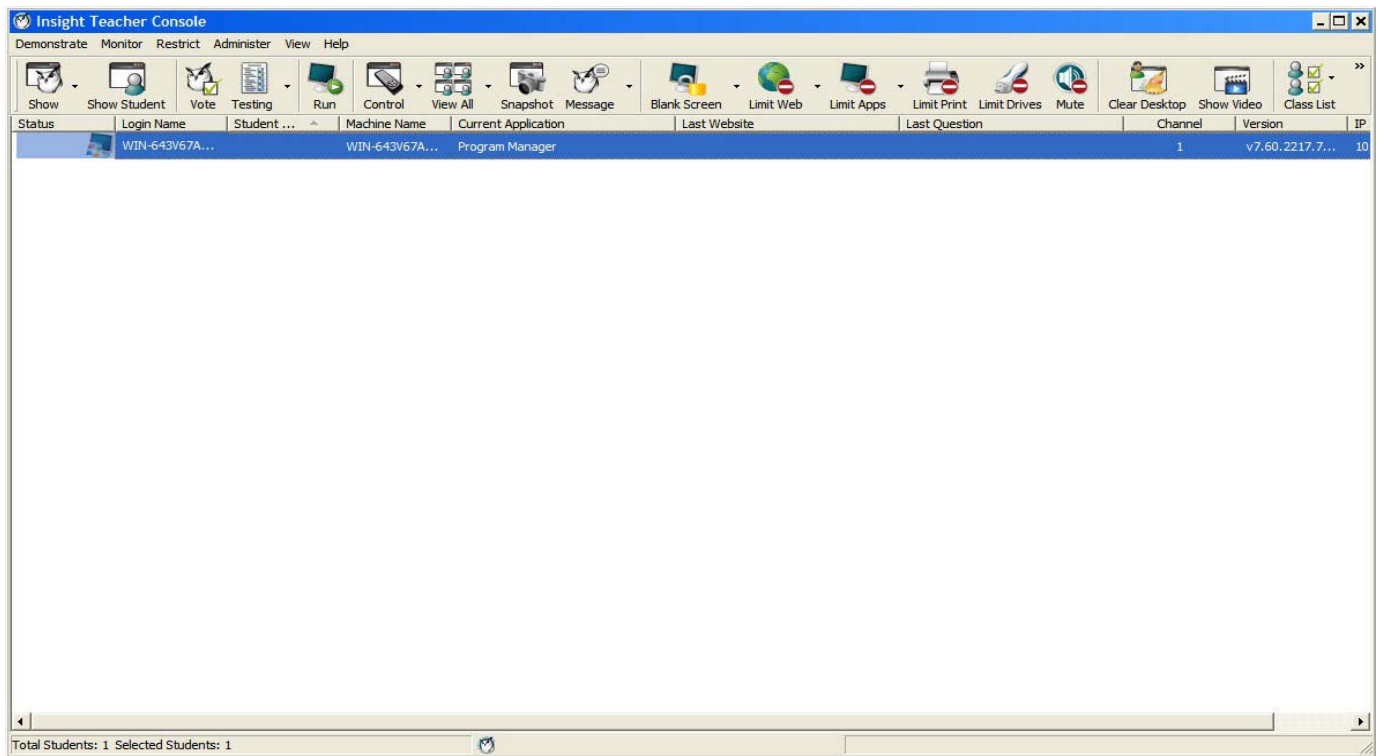 Insight Teacher Console
Demonstrate Monitor Restrict Administer View Help
Show Show Student Vote Testing Run Control View All Snapshot Message Blank Screen Limit Web Limit Apps Limit Print Limit Drives Mute Clear Desktop Show Video Class List
Status Login Name Student ... Machine Name Current Application Last Website Last Question Channel Version IP
WIN-643V67A... WIN-643V67A... Program Manager 1 v7.60.2217.7... 10
Total Students: 1 Selected Students: 1